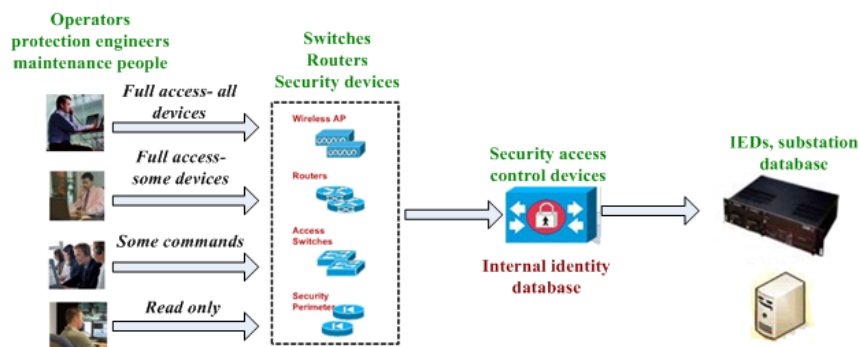 Operators
protection engineers
maintenance people
Full access- all
devices
Full access-
some devices
Some commands
Read only
Switches
Routers
Security devices
Wireless AP
Routers
Access
Switches
Security
Perimeter
Security access
control devices
Internal identity
database
IEDs, substation
database